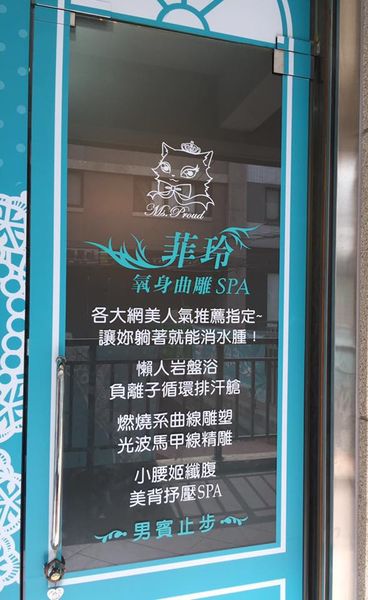 Ms. Proud
菲玲
氧身曲雕SPA
各大網美人氣推薦指定~
讓妳躺著就能消水腫！
懶人岩盤浴
負離子循環排汗艙
燃燒系曲線雕塑
光波馬甲線精雕
小腰姬纖腹
美背抒壓SPA
男賓止步